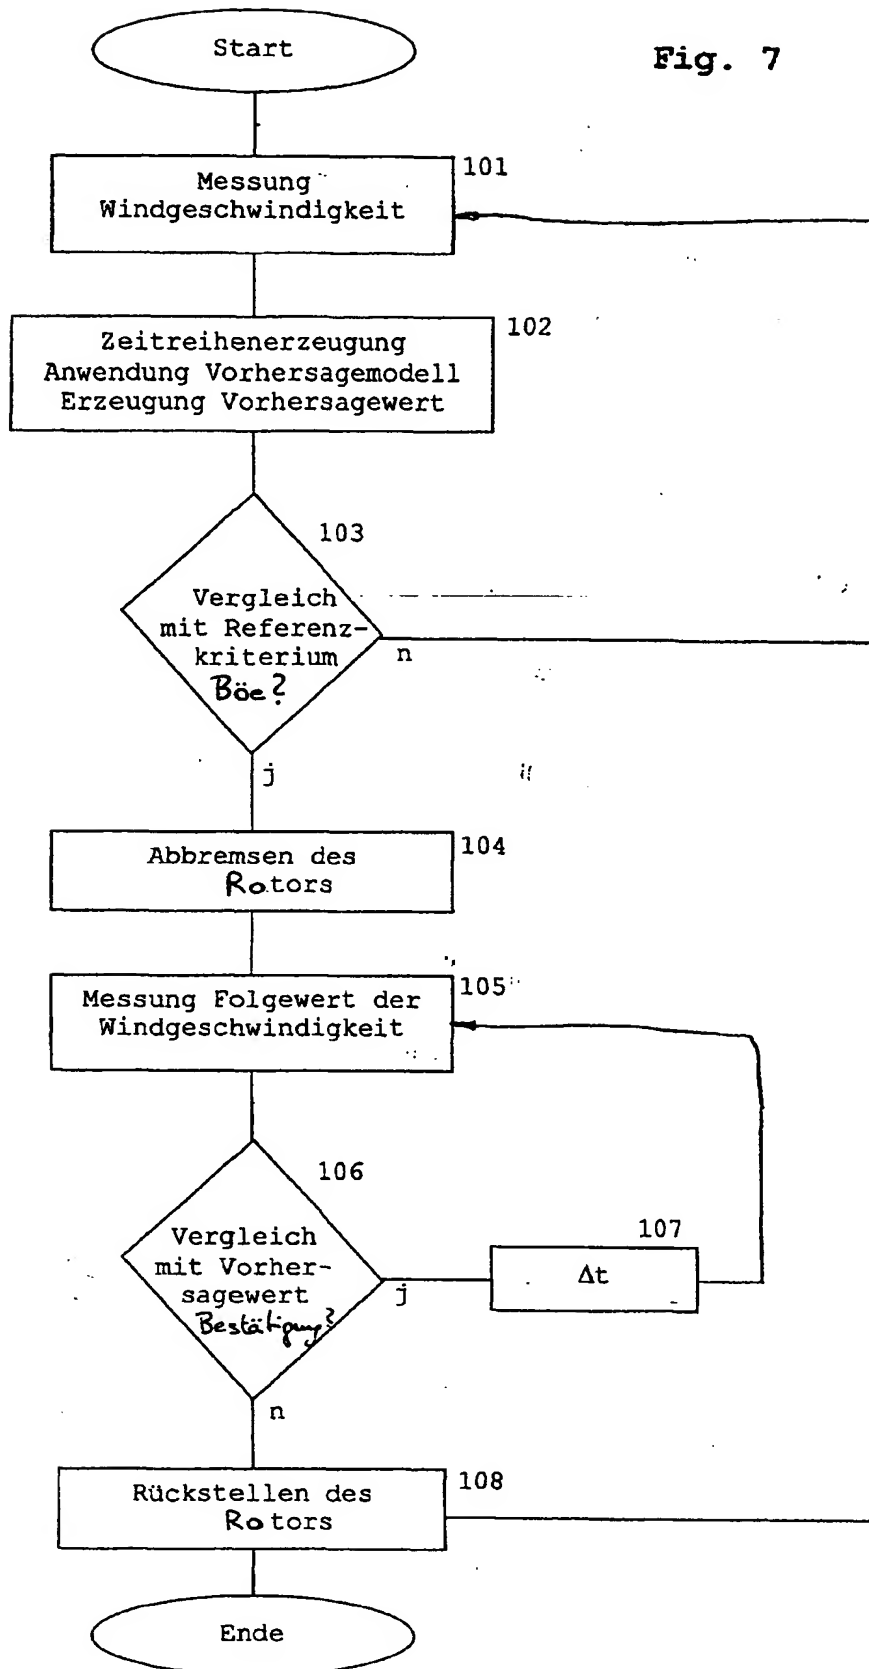 Start
Fig. 7
101
Messung
Windgeschwindigkeit
102
Zeitreihenerzeugung
Anwendung Vorhersagemodell
Erzeugung Vorhersagewert
103
Vergleich
mit Referenz-
kriterium
Böe?
n
j
104
Abbremsen des
Rotors
105
Messung Folgewert der
Windgeschwindigkeit
106
Vergleich
mit Vorher-
sagewert
Bestätigung?
j
107
Δt
n
108
Rückstellen des
Rotors
Ende